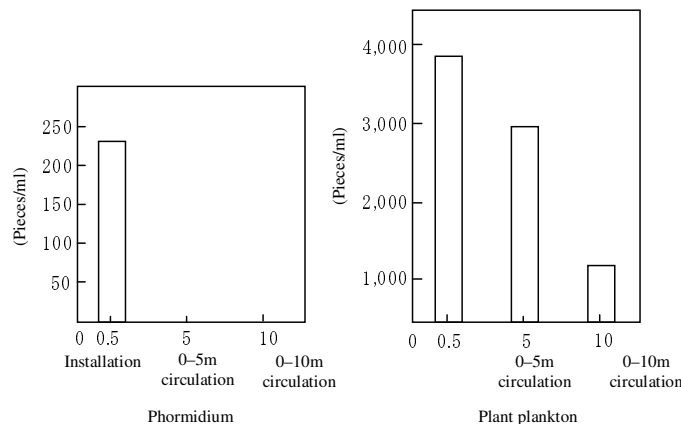 (Pieces/ml)
250
200
150
100
50
0 0.5 5 10
Installation 0–5m circulation 0–10m circulation
Phormidium
(Pieces/ml)
4,000
3,000
2,000
1,000
0 0.5 5 10
0–5m circulation 0–10m circulation
Plant plankton